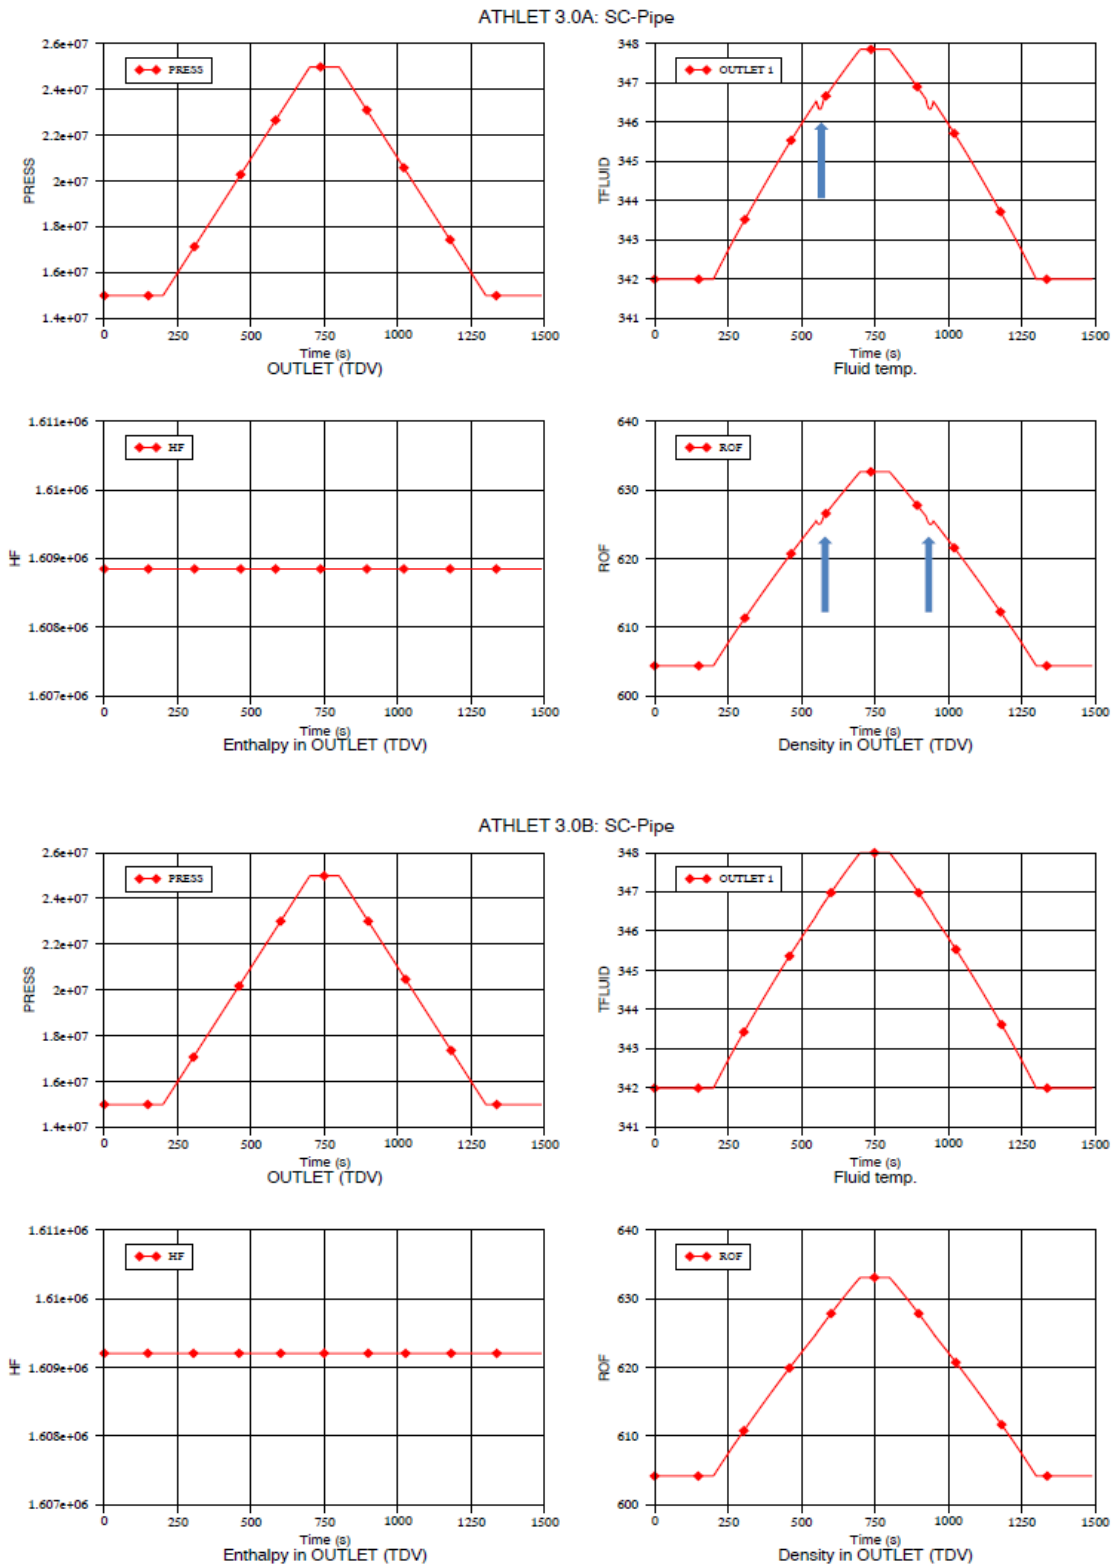 ATHLET 3.0A: SC-Pipe
2.6e+07
2.4e+07
2.2e+07
2e+07
1.8e+07
1.6e+07
1.4e+07
PRESS
PRESS
0 250 500 750 1000 1250 1500
Time (s)
OUTLET (TDV)
348
347
346
345
344
343
342
341
TFLUID
OUTLET 1
0 250 500 750 1000 1250 1500
Time (s)
Fluid temp.
1.611e+06
1.61e+06
1.609e+06
1.608e+06
1.607e+06
HF
HF
0 250 500 750 1000 1250 1500
Time (s)
Enthalpy in OUTLET (TDV)
640
630
620
610
600
ROF
ROF
0 250 500 750 1000 1250 1500
Time (s)
Density in OUTLET (TDV)
ATHLET 3.0B: SC-Pipe
2.6e+07
2.4e+07
2.2e+07
2e+07
1.8e+07
1.6e+07
1.4e+07
PRESS
PRESS
0 250 500 750 1000 1250 1500
Time (s)
OUTLET (TDV)
348
347
346
345
344
343
342
341
TFLUID
OUTLET 1
0 250 500 750 1000 1250 1500
Time (s)
Fluid temp.
1.611e+06
1.61e+06
1.609e+06
1.608e+06
1.607e+06
HF
HF
0 250 500 750 1000 1250 1500
Time (s)
Enthalpy in OUTLET (TDV)
640
630
620
610
600
ROF
ROF
0 250 500 750 1000 1250 1500
Time (s)
Density in OUTLET (TDV)